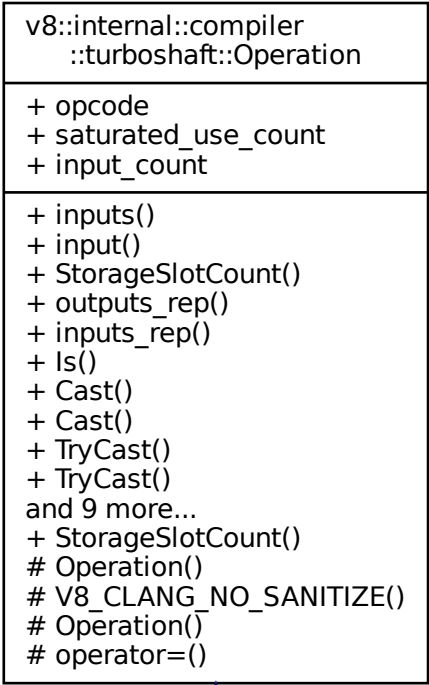 v8::internal::compiler
::turboshaft::Operation
+ opcode
+ saturated_use_count
+ input_count
+ inputs()
+ input()
+ StorageSlotCount()
+ outputs_rep()
+ inputs_rep()
+ Is()
+ Cast()
+ Cast()
+ TryCast()
+ TryCast()
and 9 more...
+ StorageSlotCount()
# Operation()
# V8_CLANG_NO_SANITIZE()
# Operation()
# operator=()